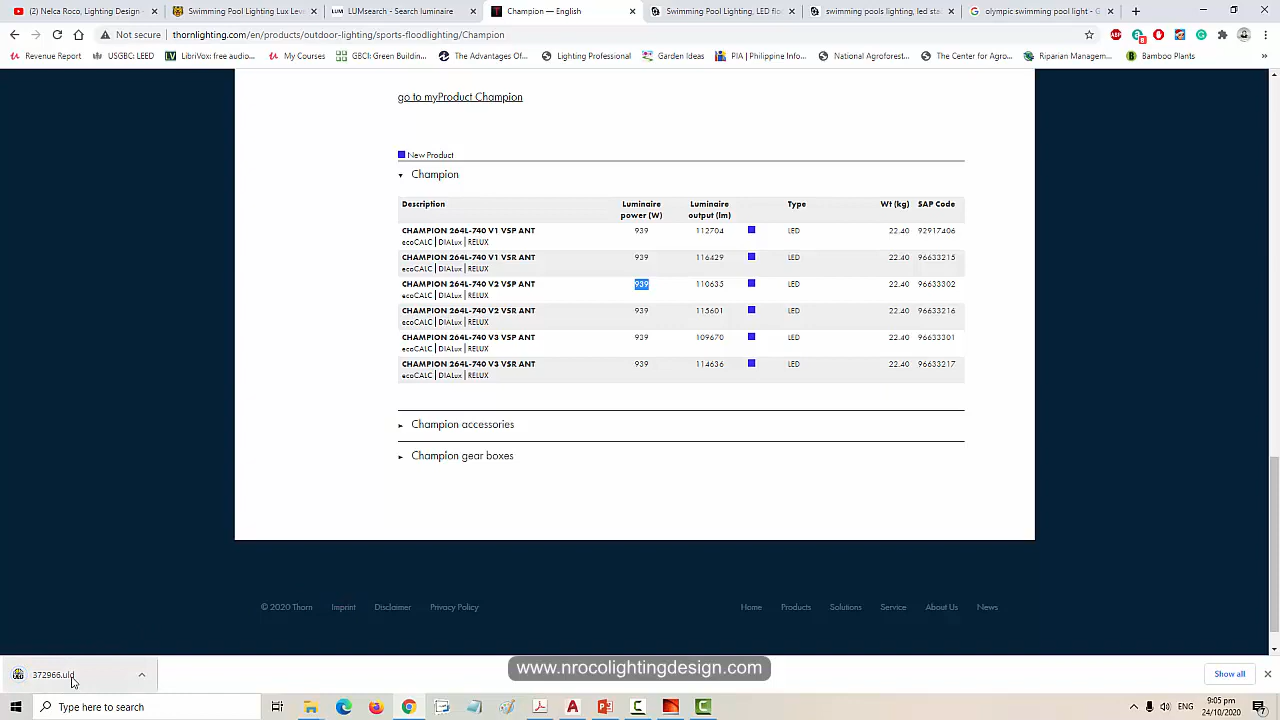 (2) Nelca Roco, Lighting Design -
Swimming Pool Lighting Lux Leve
LUM LUMsearch - Search luminaire
Champion — English
Swimming Pool Lighting, LED floo
swimming pools lighting, led stad
olympic swimming pool light - G
Not secure | thornlighting.com/en/products/outdoor-lighting/sports-floodlighting/Champion
Revenue Report
USGBC: LEED
LibriVox: free audio...
My Courses
GBCI: Green Building...
The Advantages Of...
Lighting Professional
Garden Ideas
PIA | Philippine Info...
National Agroforest...
The Center for Agro...
Riparian Managem...
Bamboo Plants
go to myProduct Champion
New Product
Champion
Description Luminaire power (W) Luminaire output (lm) Type Wt (kg) SAP Code
CHAMPION 264L-740 V1 VSP ANT 939 112704 LED 22.40 92917406
ecoCALC | DIALux | RELUX
CHAMPION 264L-740 V1 VSR ANT 939 116429 LED 22.40 96633215
ecoCALC | DIALux | RELUX
CHAMPION 264L-740 V2 VSP ANT 939 110635 LED 22.40 96633302
ecoCALC | DIALux | RELUX
CHAMPION 264L-740 V2 VSR ANT 939 115601 LED 22.40 96633216
ecoCALC | DIALux | RELUX
CHAMPION 264L-740 V3 VSP ANT 939 109670 LED 22.40 96633301
ecoCALC | DIALux | RELUX
CHAMPION 264L-740 V3 VSR ANT 939 114636 LED 22.40 96633217
ecoCALC | DIALux | RELUX
Champion accessories
Champion gear boxes
© 2020 Thorn Imprint Disclaimer Privacy Policy Home Products Solutions Service About Us News
372966.uld
www.nrocolightingdesign.com
Show all
Type here to search
ENG
9:05 pm
24/10/2020